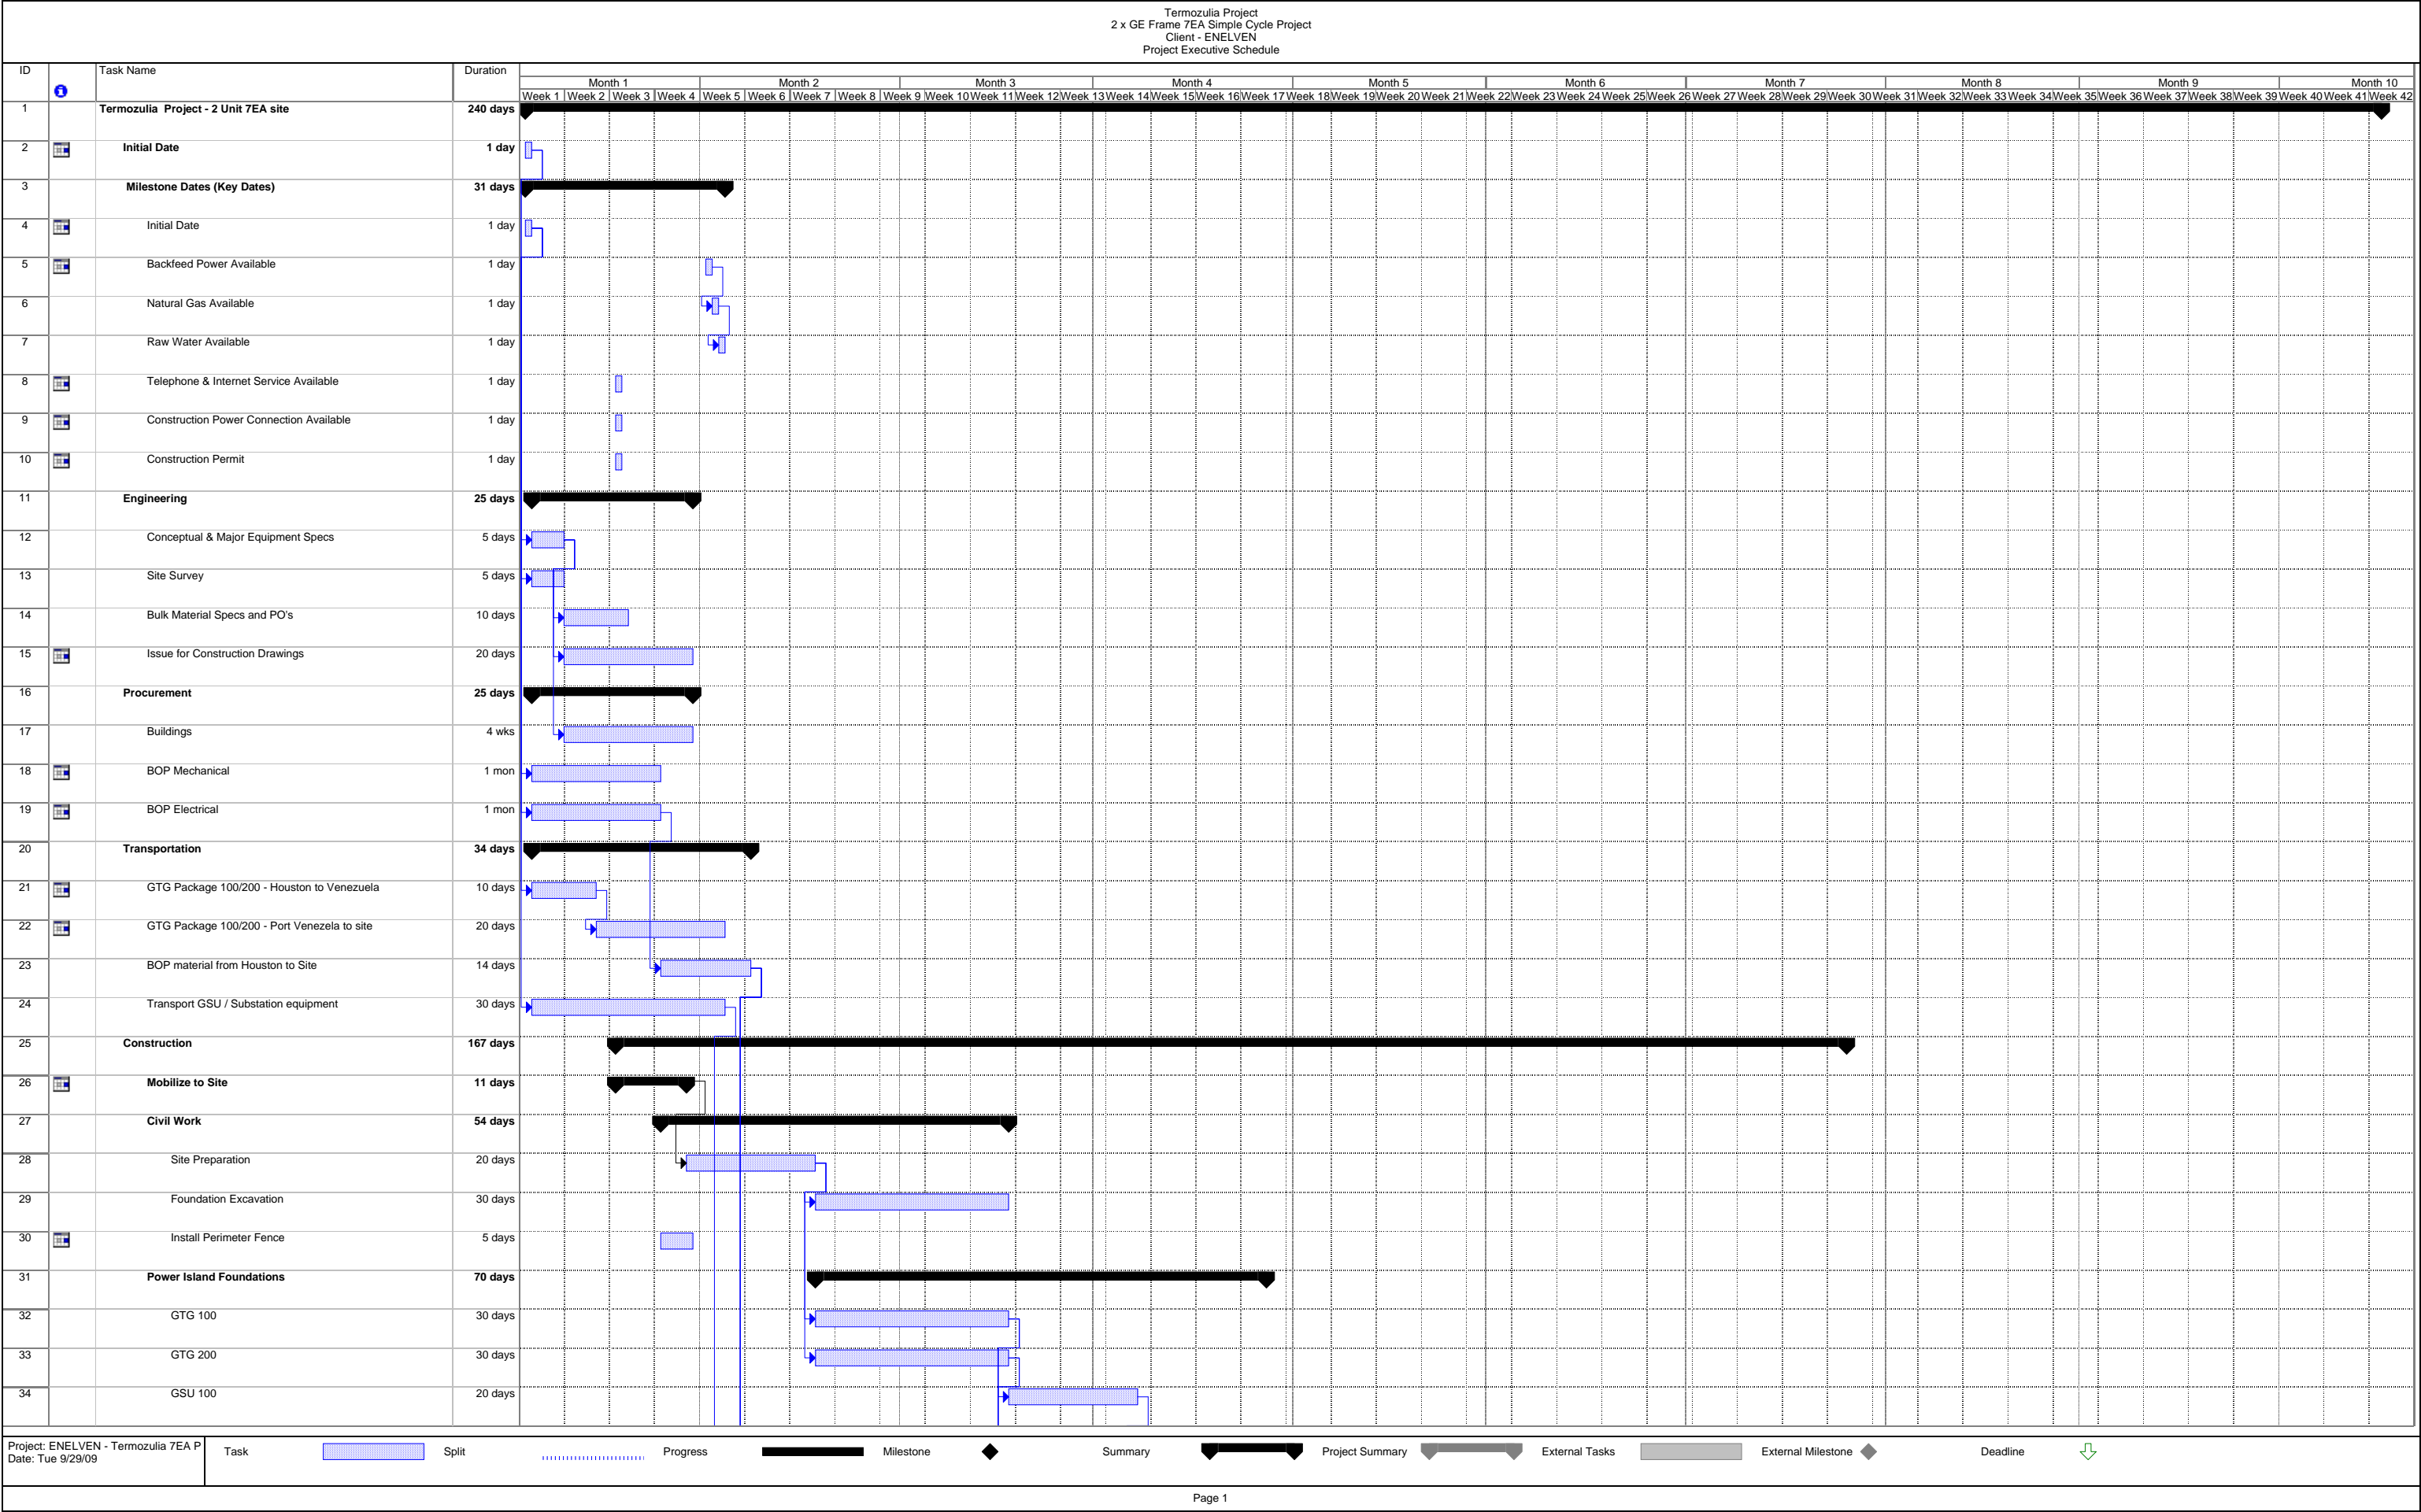 Termozulia Project
2 x GE Frame 7EA Simple Cycle Project
Client - ENELVEN
Project Executive Schedule
ID Task Name Duration
Month 1 Month 2 Month 3 Month 4 Month 5 Month 6 Month 7 Month 8 Month 9 Month 10
Week 1 Week 2 Week 3 Week 4 Week 5 Week 6 Week 7 Week 8 Week 9 Week 10 Week 11 Week 12 Week 13 Week 14 Week 15 Week 16 Week 17 Week 18 Week 19 Week 20 Week 21 Week 22 Week 23 Week 24 Week 25 Week 26 Week 27 Week 28 Week 29 Week 30 Week 31 Week 32 Week 33 Week 34 Week 35 Week 36 Week 37 Week 38 Week 39 Week 40 Week 41 Week 42
1 Termozulia Project - 2 Unit 7EA site 240 days
2 Initial Date 1 day
3 Milestone Dates (Key Dates) 31 days
4 Initial Date 1 day
5 Backfeed Power Available 1 day
6 Natural Gas Available 1 day
7 Raw Water Available 1 day
8 Telephone & Internet Service Available 1 day
9 Construction Power Connection Available 1 day
10 Construction Permit 1 day
11 Engineering 25 days
12 Conceptual & Major Equipment Specs 5 days
13 Site Survey 5 days
14 Bulk Material Specs and PO's 10 days
15 Issue for Construction Drawings 20 days
16 Procurement 25 days
17 Buildings 4 wks
18 BOP Mechanical 1 mon
19 BOP Electrical 1 mon
20 Transportation 34 days
21 GTG Package 100/200 - Houston to Venezuela 10 days
22 GTG Package 100/200 - Port Venezela to site 20 days
23 BOP material from Houston to Site 14 days
24 Transport GSU / Substation equipment 30 days
25 Construction 167 days
26 Mobilize to Site 11 days
27 Civil Work 54 days
28 Site Preparation 20 days
29 Foundation Excavation 30 days
30 Install Perimeter Fence 5 days
31 Power Island Foundations 70 days
32 GTG 100 30 days
33 GTG 200 30 days
34 GSU 100 20 days
Project: ENELVEN - Termozulia 7EA P
Date: Tue 9/29/09
Task Split Progress Milestone Summary Project Summary External Tasks External Milestone Deadline
Page 1